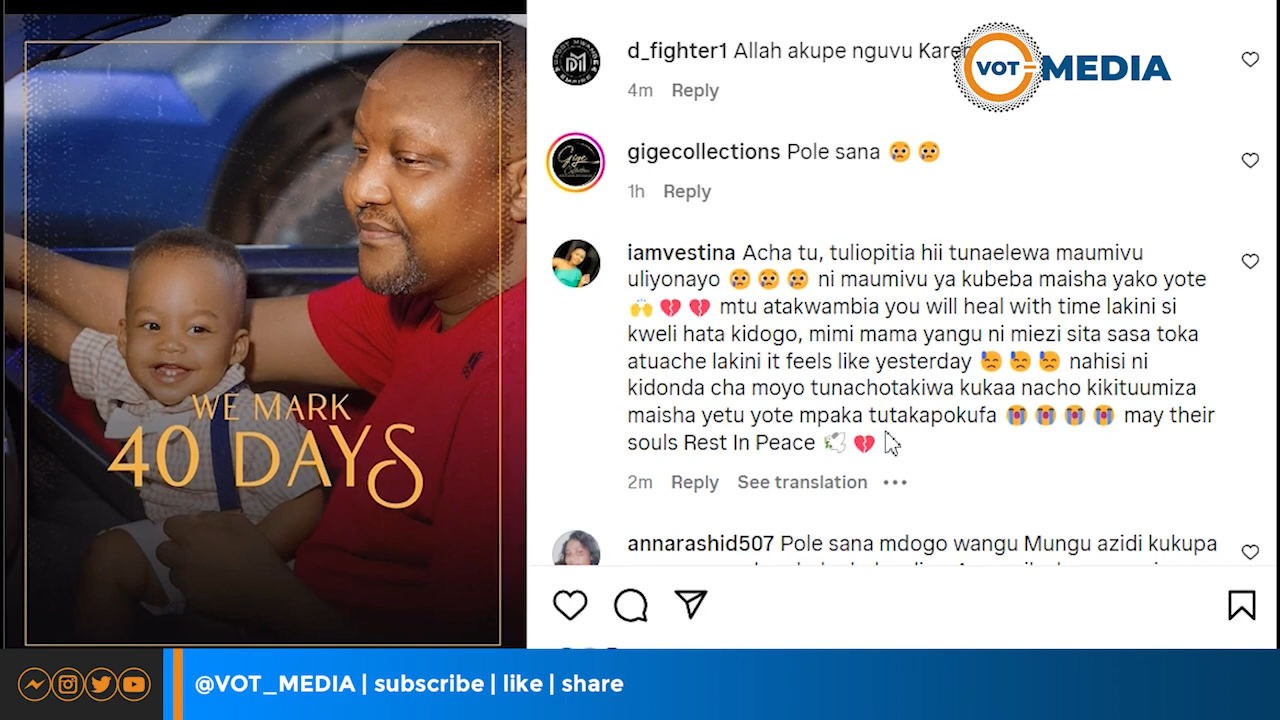 WE MARK
40 DAYS
d_fighter1 Allah akupe nguvu
4m Reply
VOT MEDIA
gigecollections Pole sana 😢 😢
1h Reply
iamvestina Acha tu, tuliopitia hii tunaelewa maumivu
uliyonayo 😢 😢 😢 ni maumivu ya kubeba maisha yako yote
🙌 💔 💔 mtu atakwambia you will heal with time lakini si
kweli hata kidogo, mimi mama yangu ni miezi sita sasa toka
atuache lakini it feels like yesterday 😓 😓 😓 nahisi ni
kidonda cha moyo tunachotakiwa kukaa nacho kikituumiza
maisha yetu yote mpaka tutakapokufa 😭 😭 😭 😭 may their
souls Rest In Peace 🕊️ 💔
2m Reply See translation •••
annarashid507 Pole sana mdogo wangu Mungu azidi kukupa
@VOT_MEDIA | subscribe | like | share